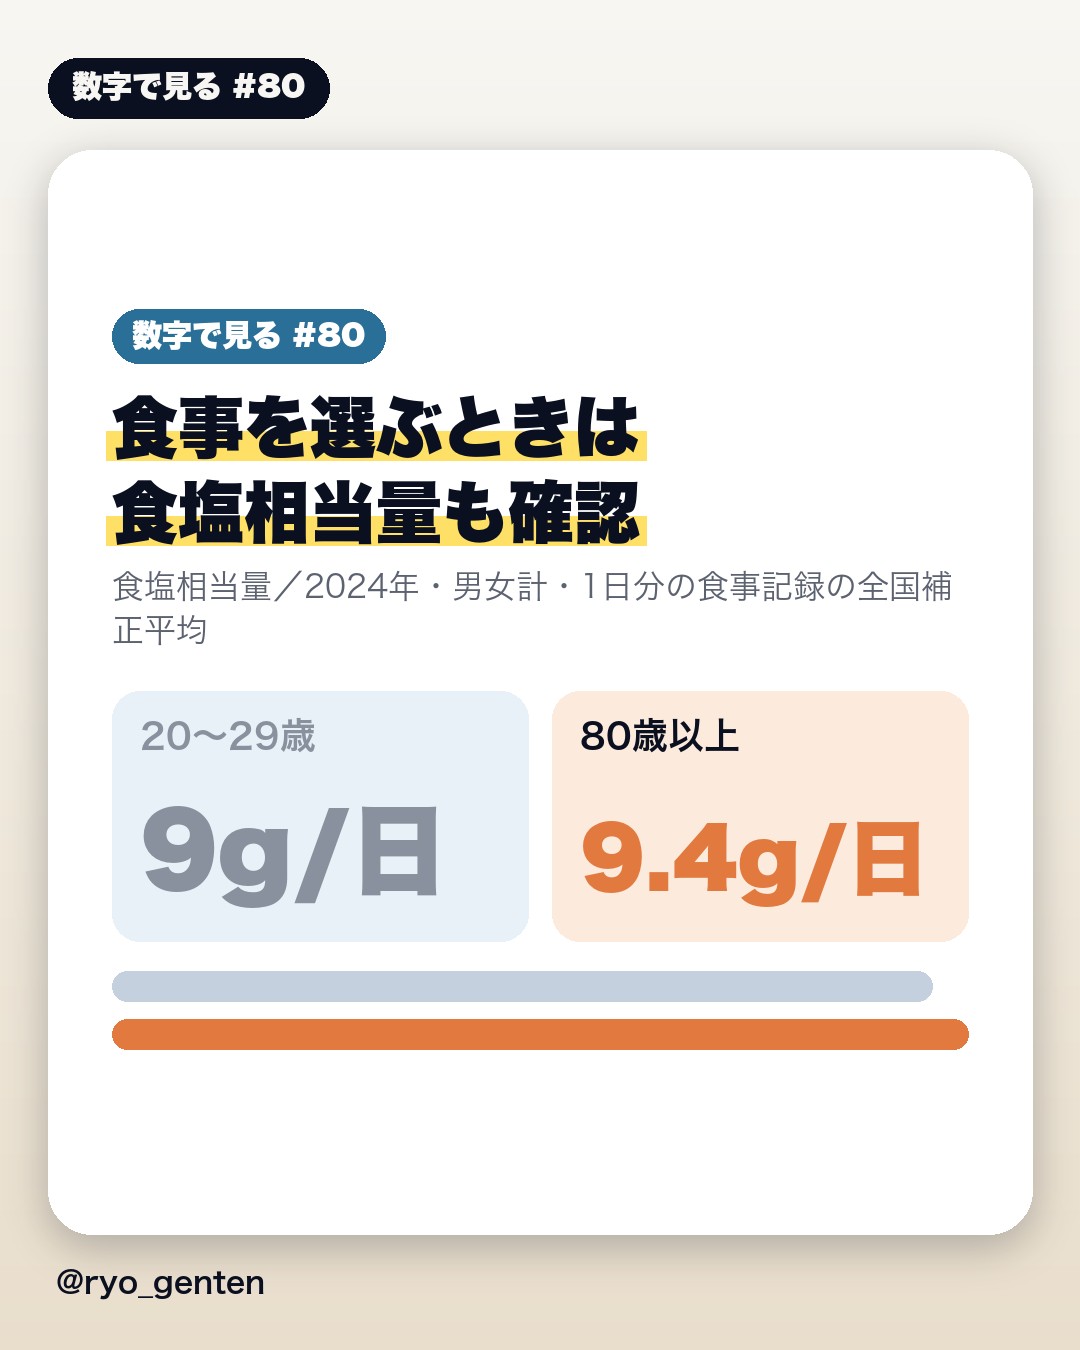 数字で見る #80
数字で見る #80
食事を選ぶときは
食塩相当量も確認
食塩相当量／2024年・男女計・1日分の食事記録の全国補
正平均
20〜29歳
9g/日
80歳以上
9.4g/日
@ryo_genten